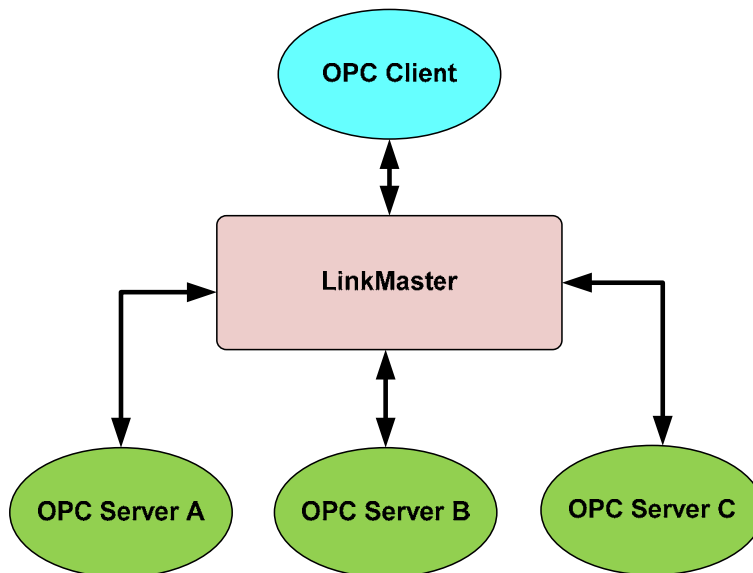 OPC Client
LinkMaster
OPC Server A
OPC Server B
OPC Server C